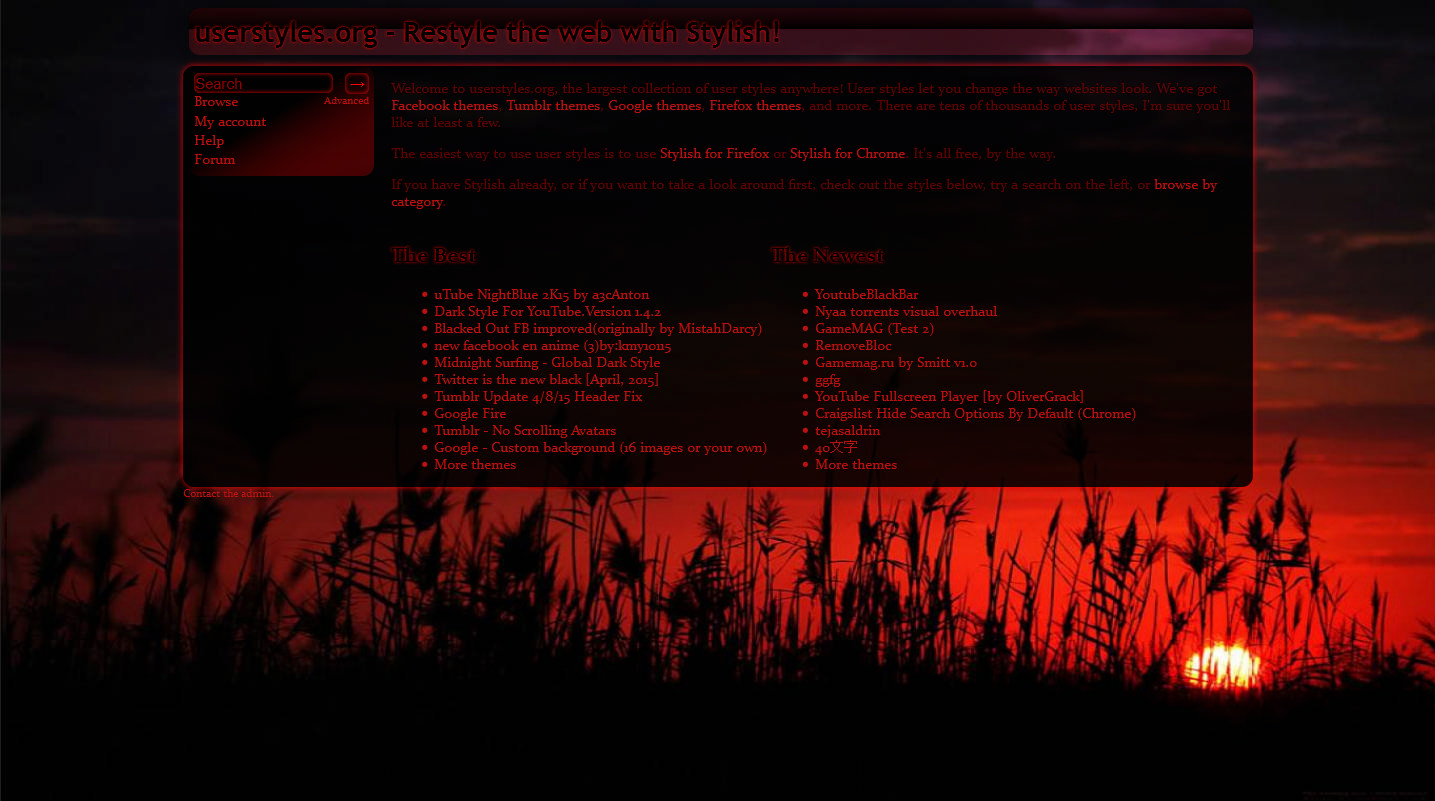 userstyles.org - Restyle the web with Stylish!
Search →
Advanced
Browse
My account
Help
Forum
Welcome to userstyles.org, the largest collection of user styles anywhere! User styles let you change the way websites look. We've got
Facebook themes, Tumblr themes, Google themes, Firefox themes, and more. There are tens of thousands of user styles, I'm sure you'll
like at least a few.
The easiest way to use user styles is to use Stylish for Firefox or Stylish for Chrome. It's all free, by the way.
If you have Stylish already, or if you want to take a look around first, check out the styles below, try a search on the left, or browse by
category.
The Best
uTube NightBlue 2K15 by a3cAnton
Dark Style For YouTube.Version 1.4.2
Blacked Out FB improved(originally by MistahDarcy)
new facebook en anime (3)by:kmy10n5
Midnight Surfing - Global Dark Style
Twitter is the new black [April, 2015]
Tumblr Update 4/8/15 Header Fix
Google Fire
Tumblr - No Scrolling Avatars
Google - Custom background (16 images or your own)
More themes
The Newest
YoutubeBlackBar
Nyaa torrents visual overhaul
GameMAG (Test 2)
RemoveBloc
Gamemag.ru by Smitt v1.0
ggfg
YouTube Fullscreen Player [by OliverGrack]
Craigslist Hide Search Options By Default (Chrome)
tejasaldrin
40文字
More themes
Contact the admin.